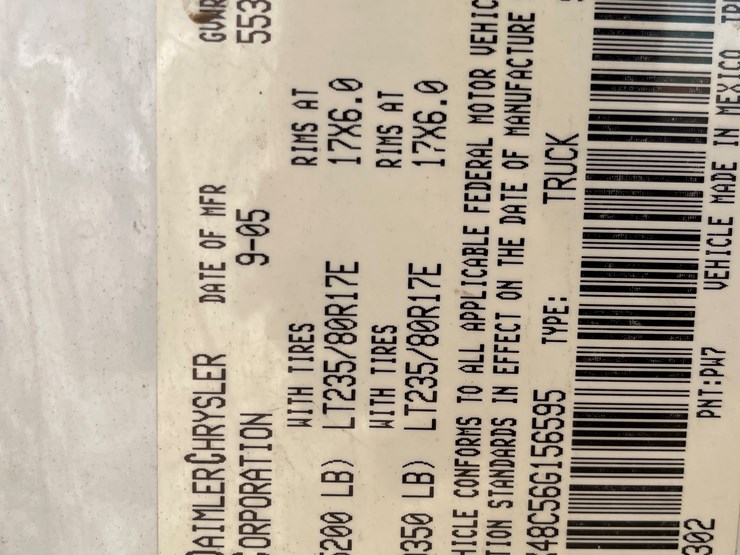 DAIMLERCHRYSLER DATE OF MFR GVWR
CORPORATION 9-05 553
WITH TIRES RIMS AT
5200 LB) LT235/80R17E 17X6.0
WITH TIRES RIMS AT
9350 LB) LT235/80R17E 17X6.0
HICLE CONFORMS TO ALL APPLICABLE FEDERAL MOTOR VEHIC
TION STANDARDS IN EFFECT ON THE DATE OF MANUFACTURE
48C56G156595 TYPE: TRUCK
302 PNT:PW7 VEHICLE MADE IN MEXICO